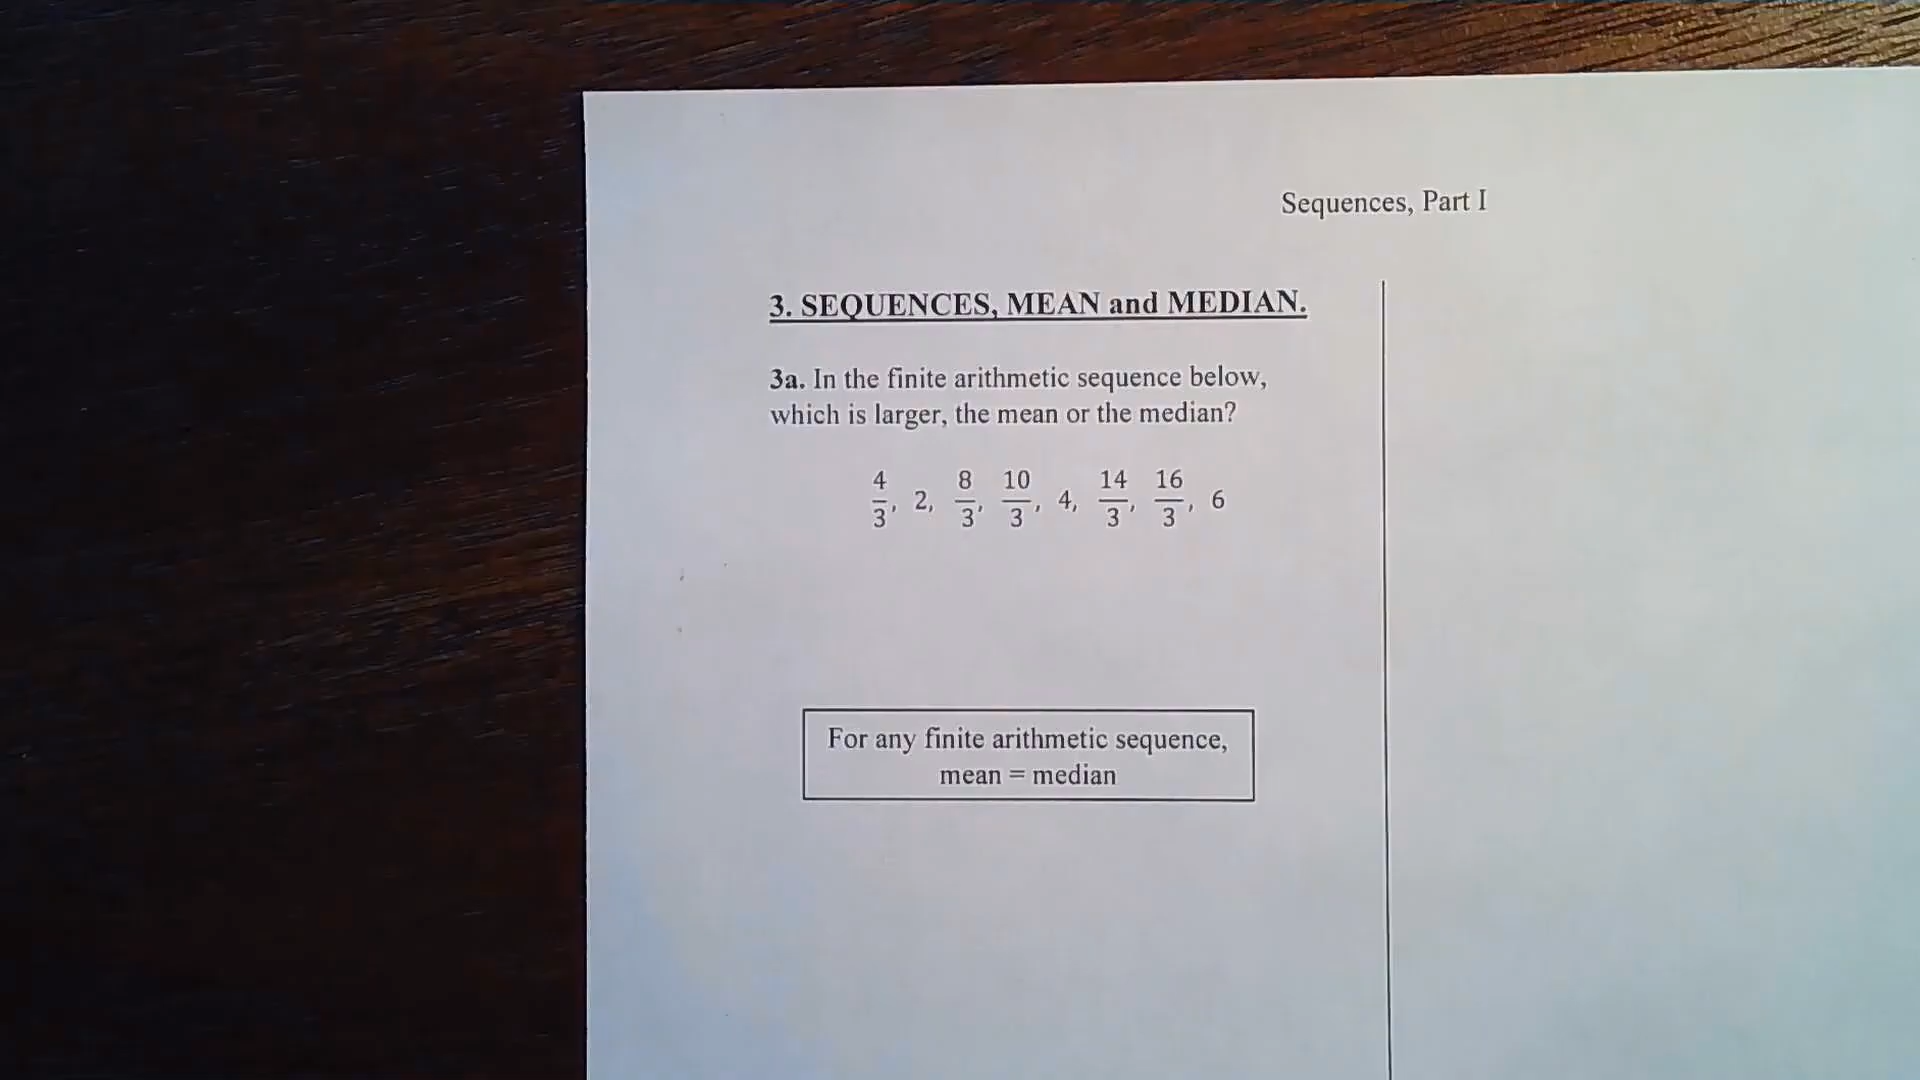 Sequences, Part I
3. SEQUENCES, MEAN and MEDIAN.
3a. In the finite arithmetic sequence below,
which is larger, the mean or the median?
4/3, 2, 8/3, 10/3, 4, 14/3, 16/3, 6
For any finite arithmetic sequence,
mean = median